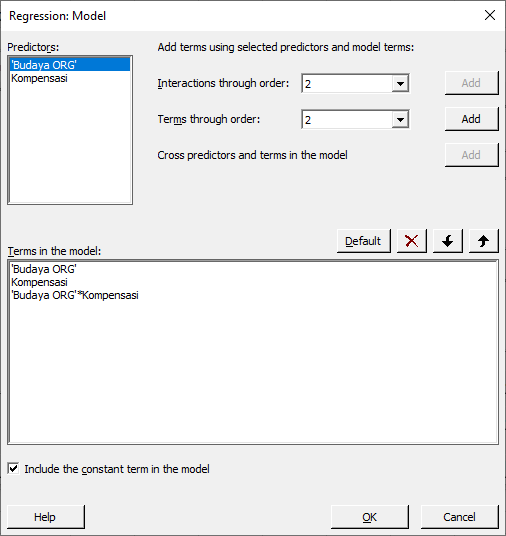 Regression: Model
Predictors:
'Budaya ORG'
Kompensasi
Add terms using selected predictors and model terms:
Interactions through order:
2
Add
Terms through order:
2
Add
Cross predictors and terms in the model
Add
Default
Terms in the model:
'Budaya ORG'
Kompensasi
'Budaya ORG'*Kompensasi
Include the constant term in the model
Help
OK
Cancel